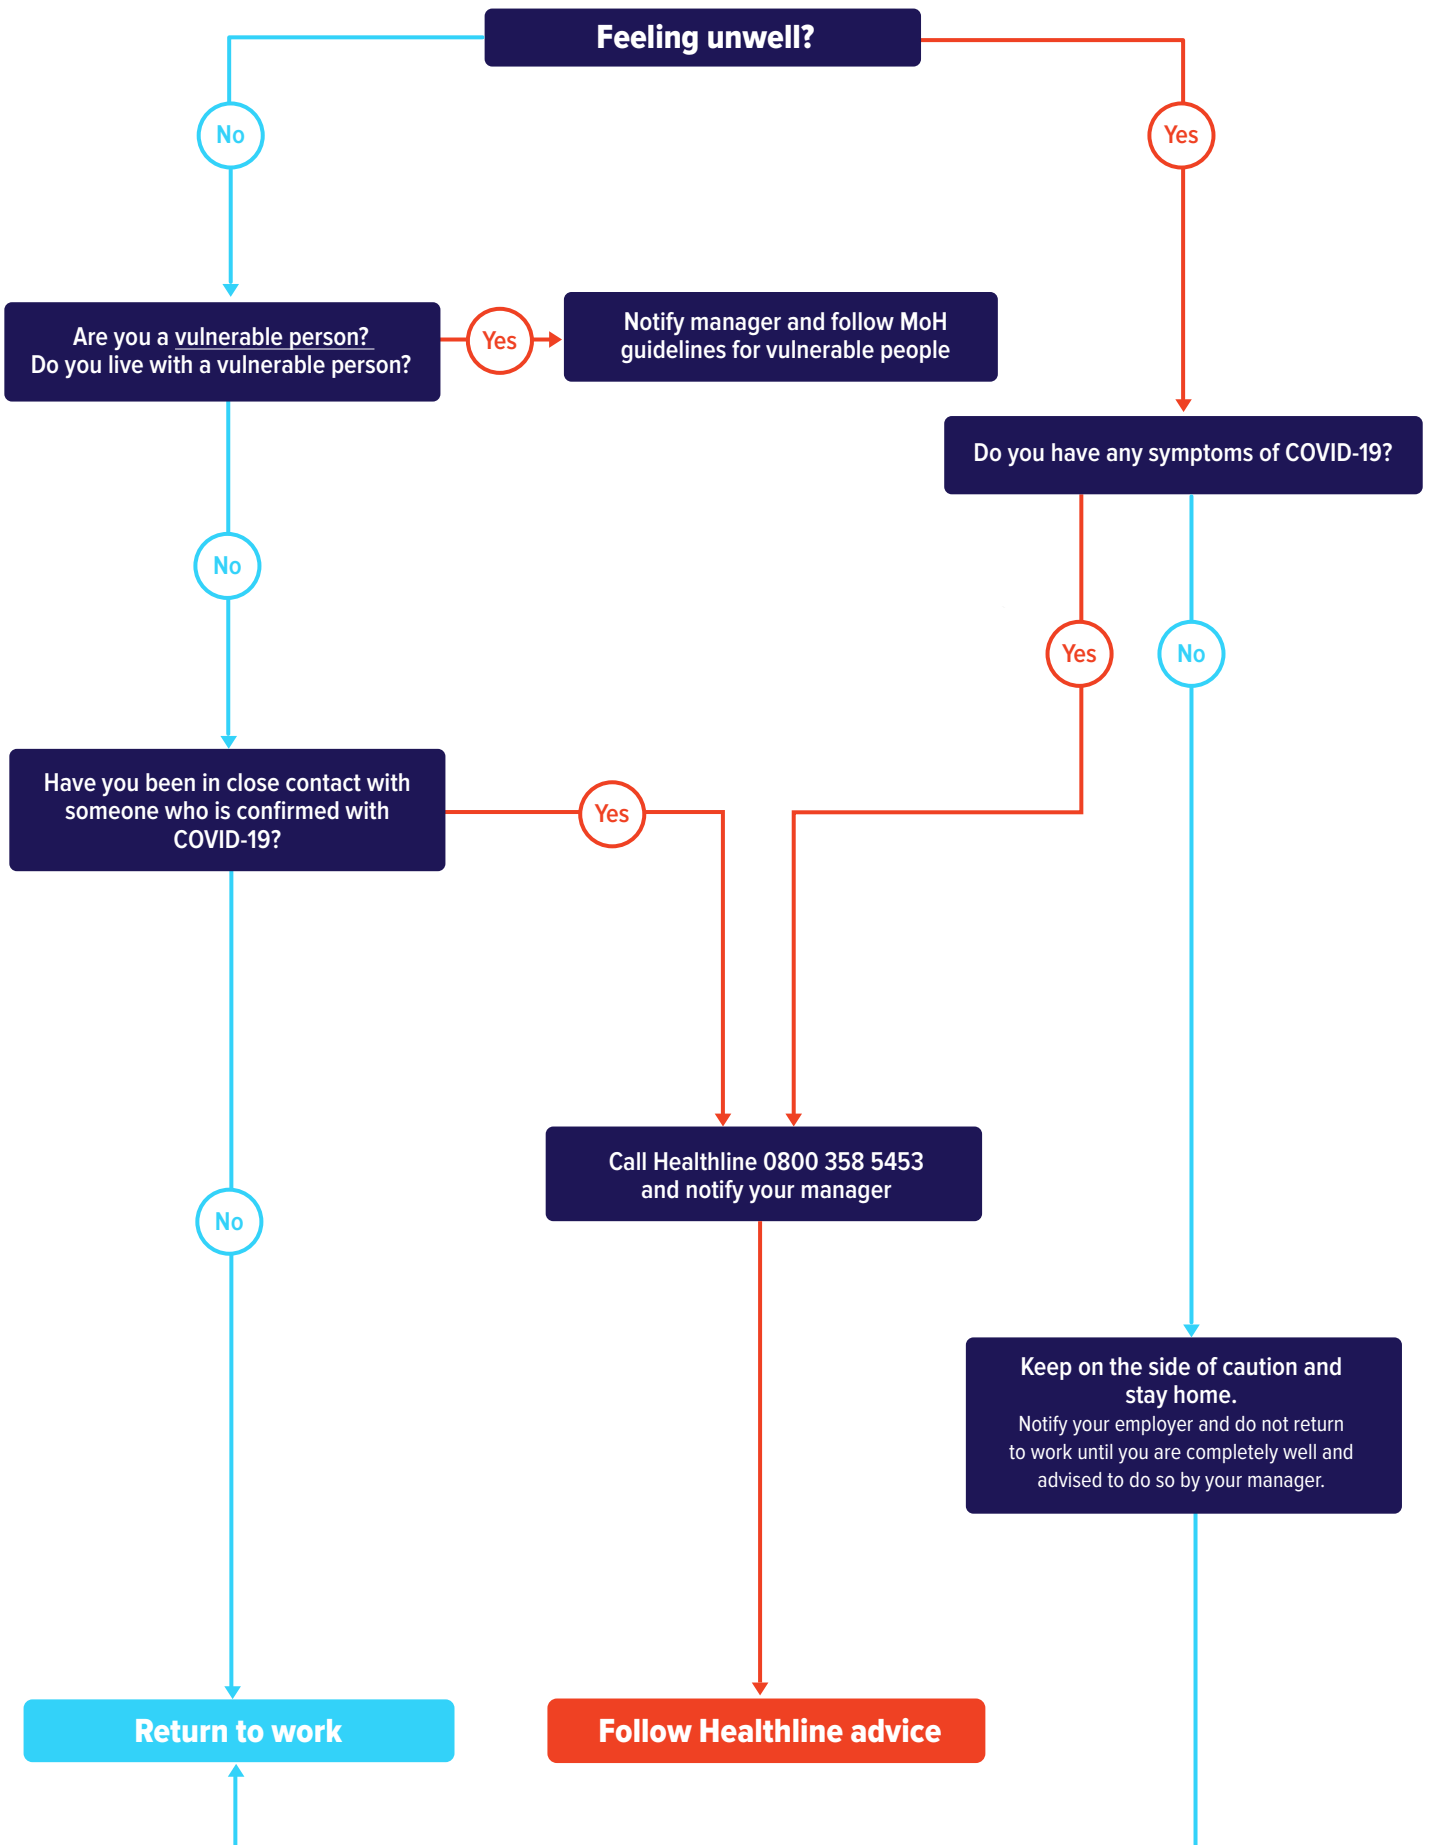 Feeling unwell?
No
Yes
Are you a vulnerable person?
Do you live with a vulnerable person?
Yes
Notify manager and follow MoH
guidelines for vulnerable people
Do you have any symptoms of COVID-19?
No
Yes
No
Have you been in close contact with
someone who is confirmed with
COVID-19?
Yes
Call Healthline 0800 358 5453
and notify your manager
No
Keep on the side of caution and
stay home.
Notify your employer and do not return
to work until you are completely well and
advised to do so by your manager.
Return to work
Follow Healthline advice